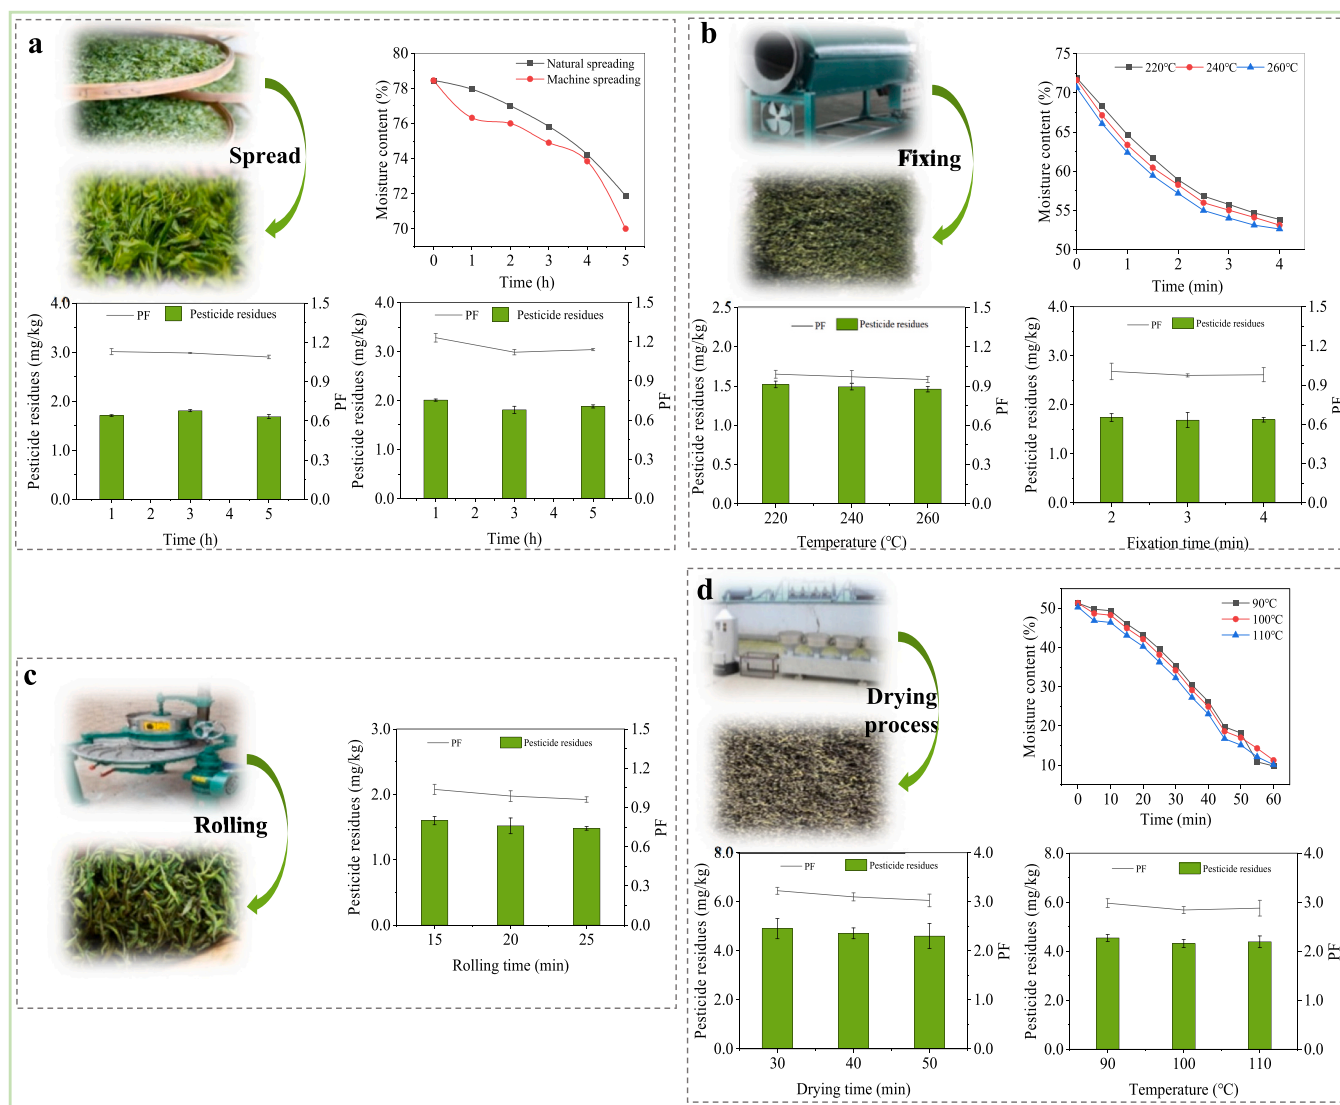 a
Spread
80
78
76
74
72
70
Moisture content (%)
Natural spreading
Machine spreading
0 1 2 3 4 5
Time (h)
4.0
3.0
2.0
1.0
0.0
Pesticide residues (mg/kg)
PF Pesticide residues
1.5
1.2
0.9
0.6
0.3
0.0
PF
1 2 3 4 5
Time (h)
4.0
3.0
2.0
1.0
0.0
Pesticide residues (mg/kg)
PF Pesticide residues
1.5
1.2
0.9
0.6
0.3
0.0
PF
1 2 3 4 5
Time (h)
b
Fixing
75
70
65
60
55
50
Moisture content (%)
220℃ 240℃ 260℃
0 1 2 3 4
Time (min)
2.5
2.0
1.5
1.0
0.5
0.0
Pesticide residues (mg/kg)
PF Pesticide residues
1.5
1.2
0.9
0.6
0.3
0.0
PF
220 240 260
Temperature (℃)
4.0
3.0
2.0
1.0
0.0
Pesticide residues (mg/kg)
PF Pesticide residues
1.5
1.2
0.9
0.6
0.3
0.0
PF
2 3 4
Fixation time (min)
c
Rolling
3.0
2.0
1.0
0.0
Pesticide residues (mg/kg)
PF Pesticide residues
1.5
1.2
0.9
0.6
0.3
0.0
PF
15 20 25
Rolling time (min)
d
Drying
process
50
40
30
20
10
Moisture content (%)
90℃
100℃
110℃
0 10 20 30 40 50 60
Time (min)
8.0
6.0
4.0
2.0
0.0
Pesticide residues (mg/kg)
PF Pesticide residues
4.0
3.0
2.0
1.0
0.0
PF
30 40 50
Drying time (min)
8.0
6.0
4.0
2.0
0.0
Pesticide residues (mg/kg)
PF Pesticide residues
4.0
3.0
2.0
1.0
0.0
PF
90 100 110
Temperature (℃)